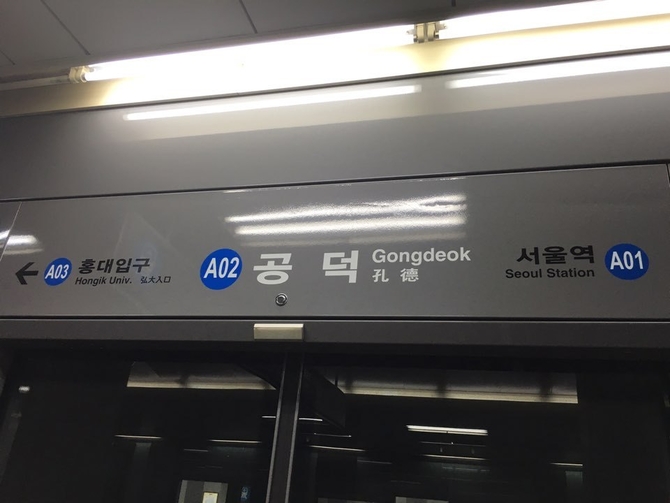 ← A03 홍대입구
Hongik Univ. 弘大入口
A02 공 덕 Gongdeok
孔 德
서울역 A01
Seoul Station